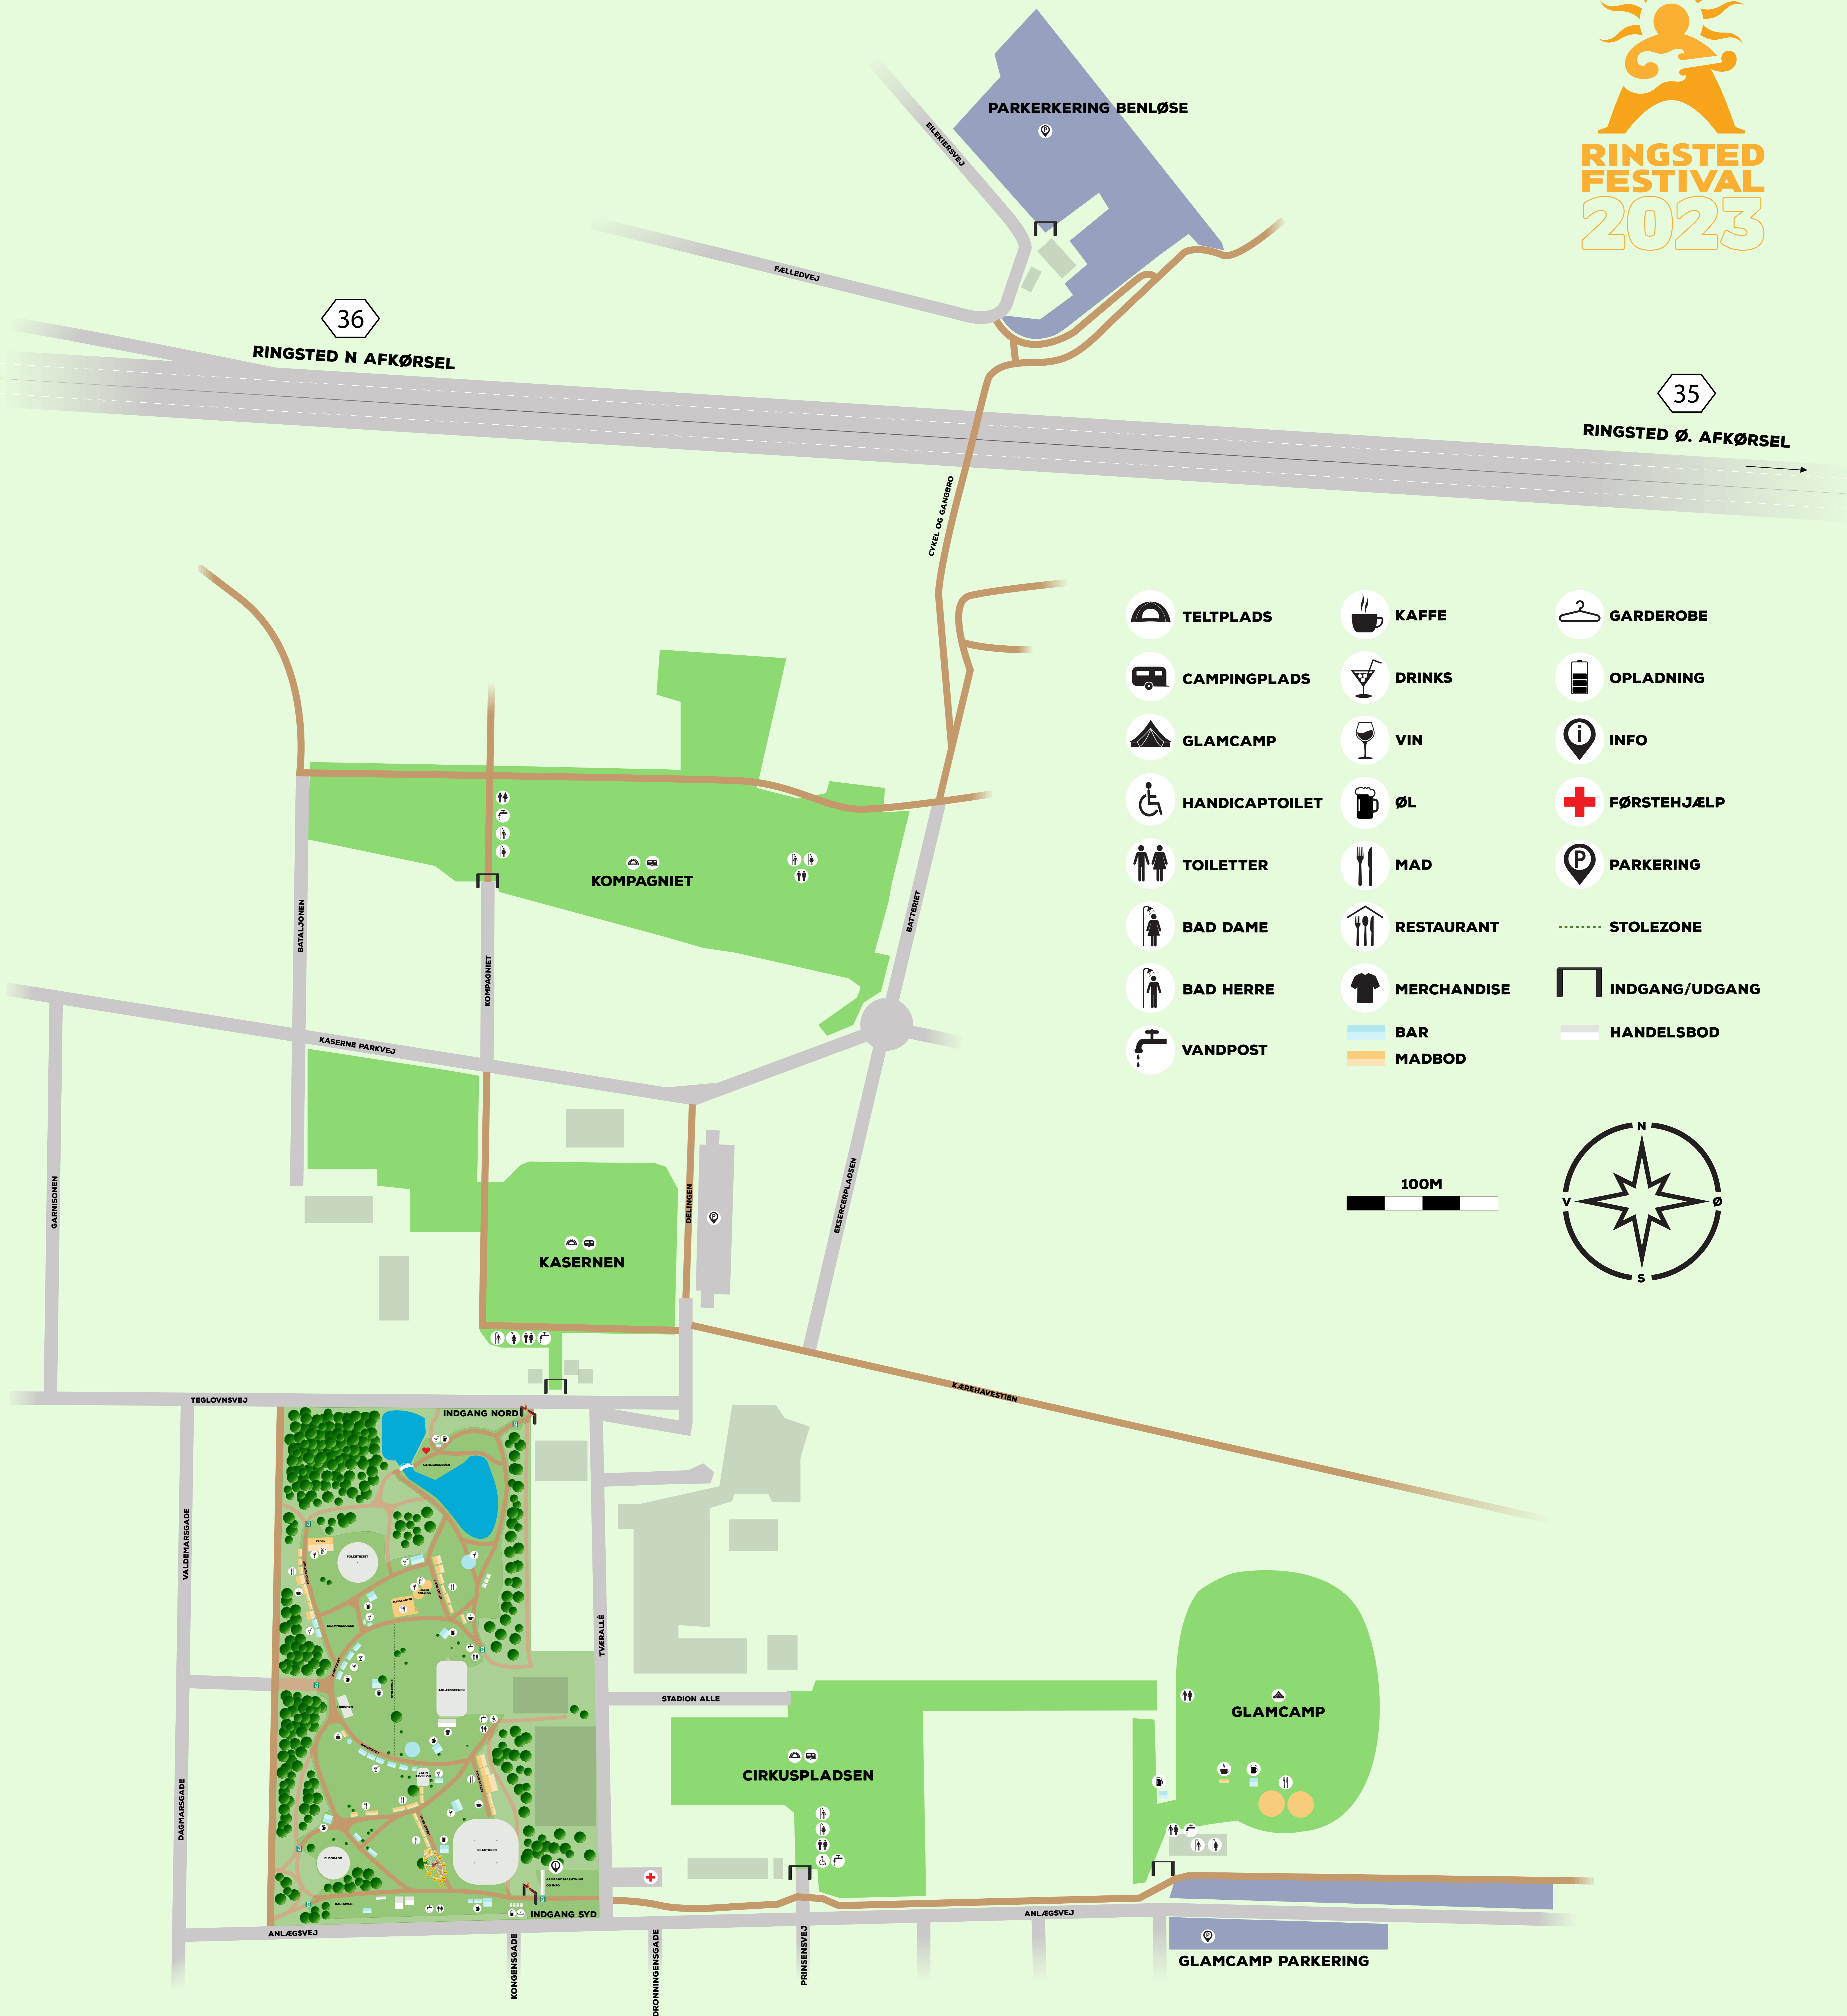 RINGSTED
FESTIVAL
2023
PARKERKERING BENLØSE
P
EILEKIERSVEJ
FÆLLEDVEJ
36
RINGSTED N AFKØRSEL
35
RINGSTED Ø. AFKØRSEL
CYKEL OG GANGBRO
TELTPLADS
KAFFE
GARDEROBE
CAMPINGPLADS
DRINKS
OPLADNING
GLAMCAMP
VIN
INFO
HANDICAPTOILET
ØL
FØRSTEHJÆLP
TOILETTER
MAD
P
PARKERING
BAD DAME
RESTAURANT
STOLEZONE
BAD HERRE
MERCHANDISE
INDGANG/UDGANG
VANDPOST
BAR
HANDELSBOD
MADBOD
100M
N
V
Ø
S
KOMPAGNIET
BATALJONEN
KOMPAGNIET
BATTERIET
KASERNE PARKVEJ
GARNISONEN
DELINGEN
P
EKSERCERPLADSEN
KASERNEN
KÆREHAVESTIEN
TEGLOVNSVEJ
INDGANG NORD
VALDEMARSGADE
TVÆRALLÉ
STADION ALLE
GLAMCAMP
CIRKUSPLADSEN
DAGMARSGADE
INDGANG SYD
ANLÆGSVEJ
ANLÆGSVEJ
KONGENSGADE
DRONNINGENSGADE
PRINSENSVEJ
P
GLAMCAMP PARKERING